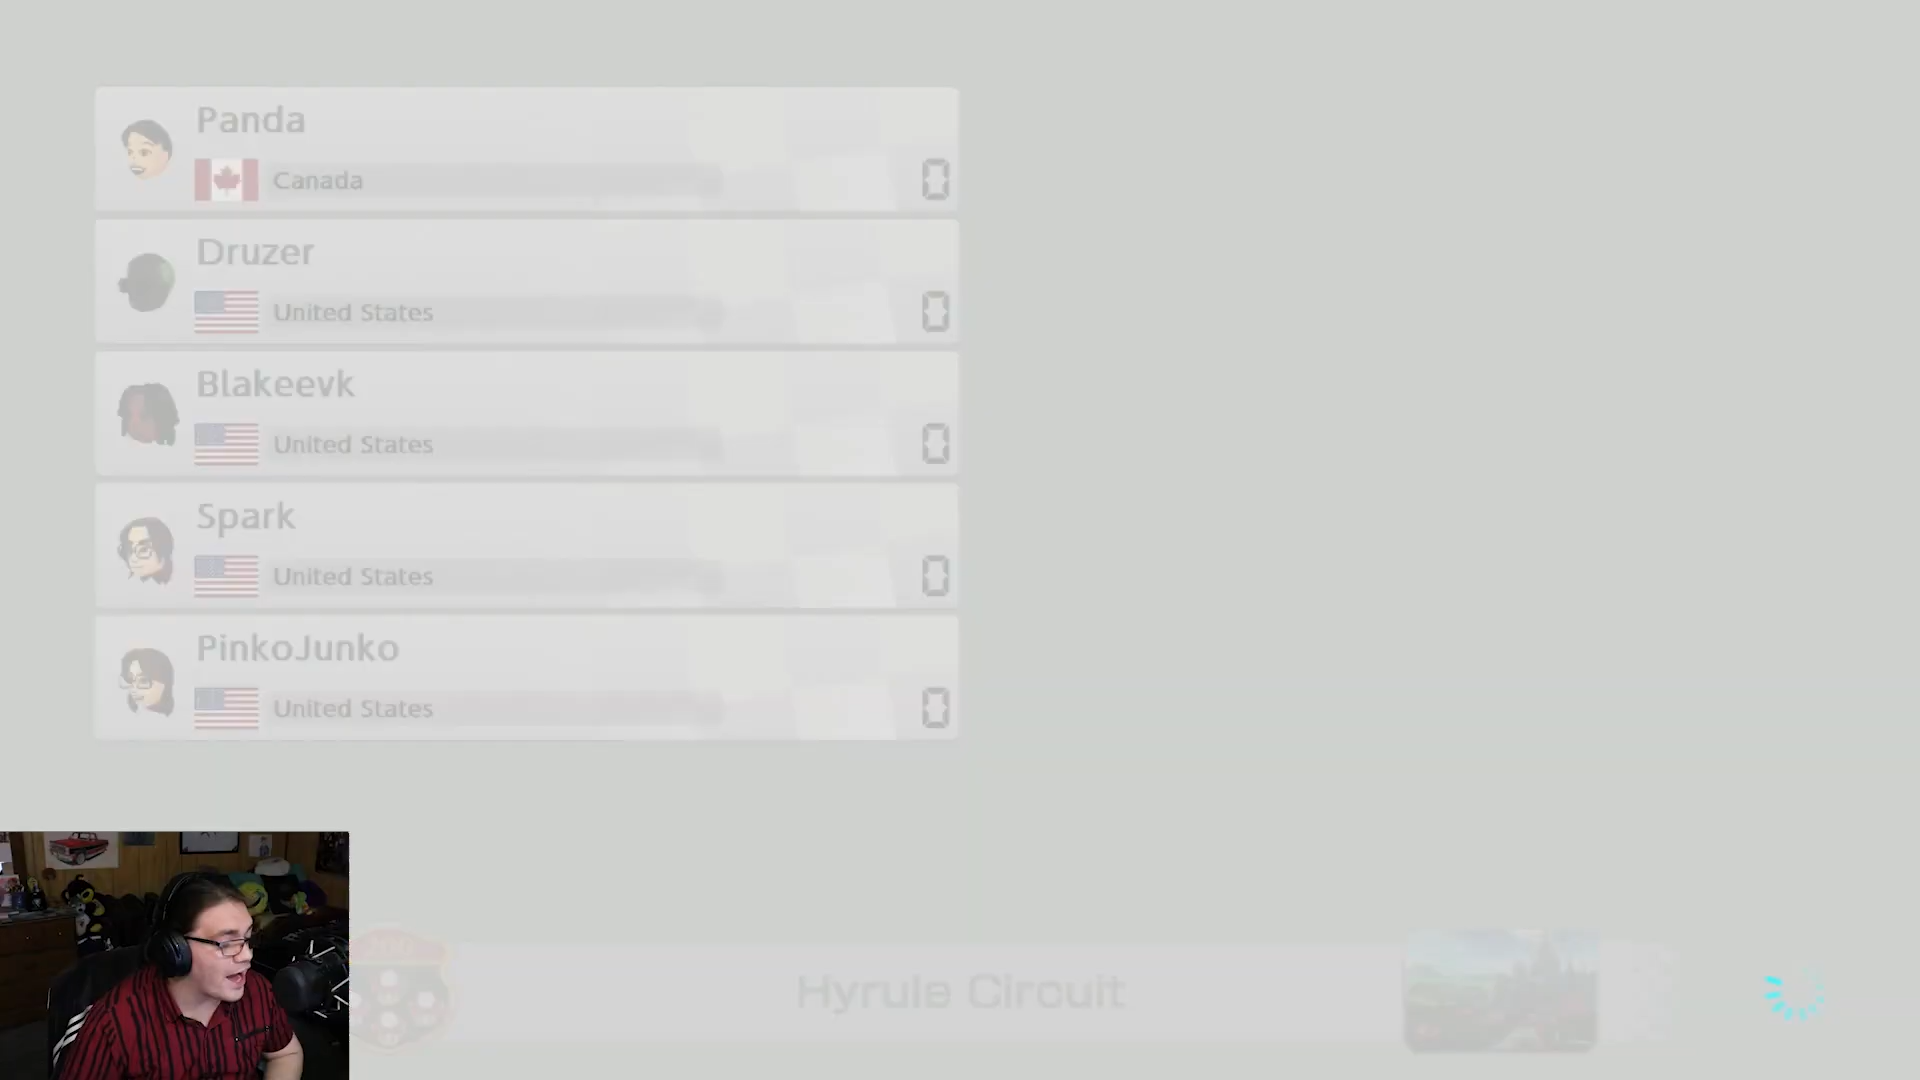 Panda
Canada
0
Druzer
United States
0
Blakeevk
United States
0
Spark
United States
0
PinkoJunko
United States
0
200
Hyrule Circuit